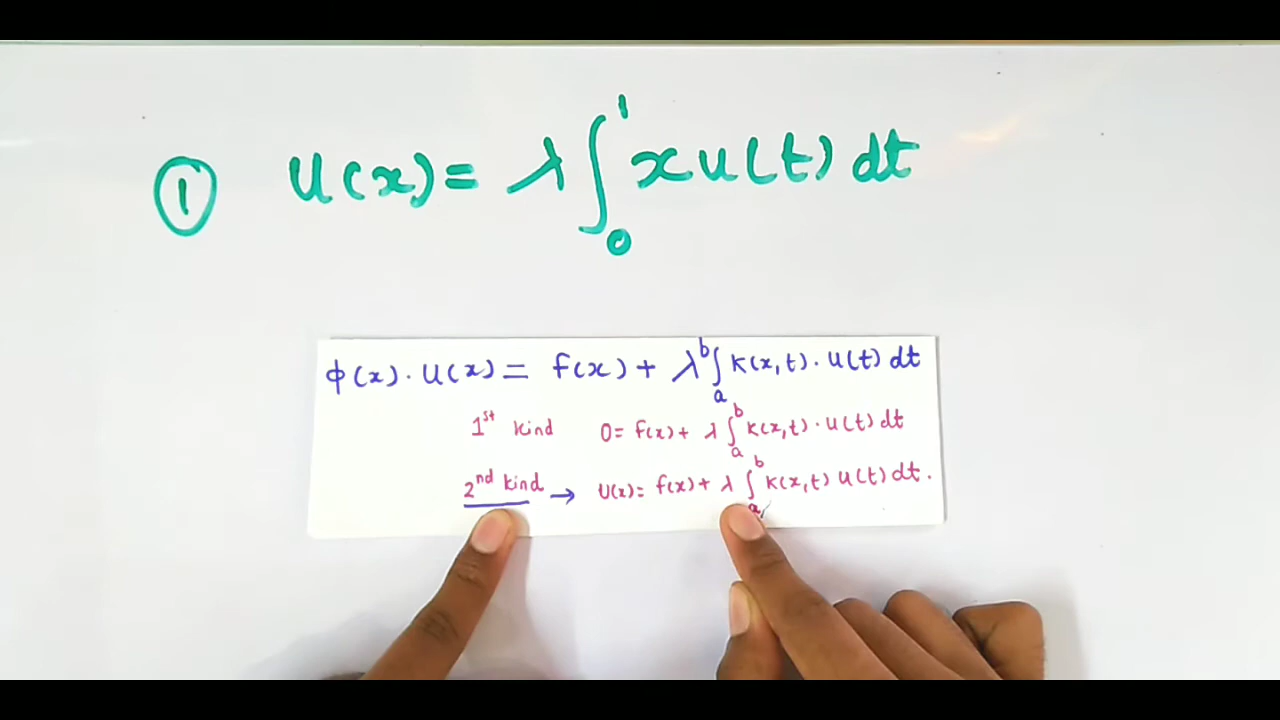 ① U(x) = λ∫₀¹ x u(t) dt
ϕ(x) . U(x) = f(x) + λ ∫ₐᵇ K(x,t) . U(t) dt
1st kind 0 = f(x) + λ ∫ₐᵇ K(x,t) . U(t) dt
2nd kind → U(x) = f(x) + λ ∫ₐᵇ K(x,t) U(t) dt.